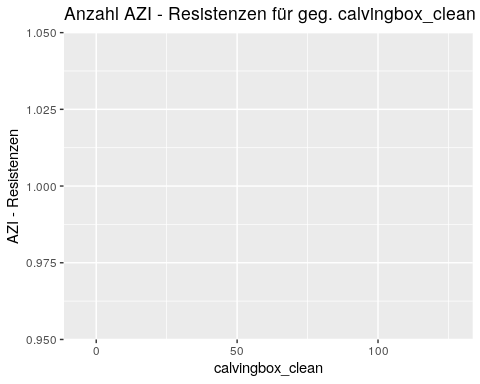 Anzahl AZI - Resistenzen für geg. calvingbox_clean
1.050
1.025
1.000
0.975
0.950
AZI - Resistenzen
0 50 100
calvingbox_clean